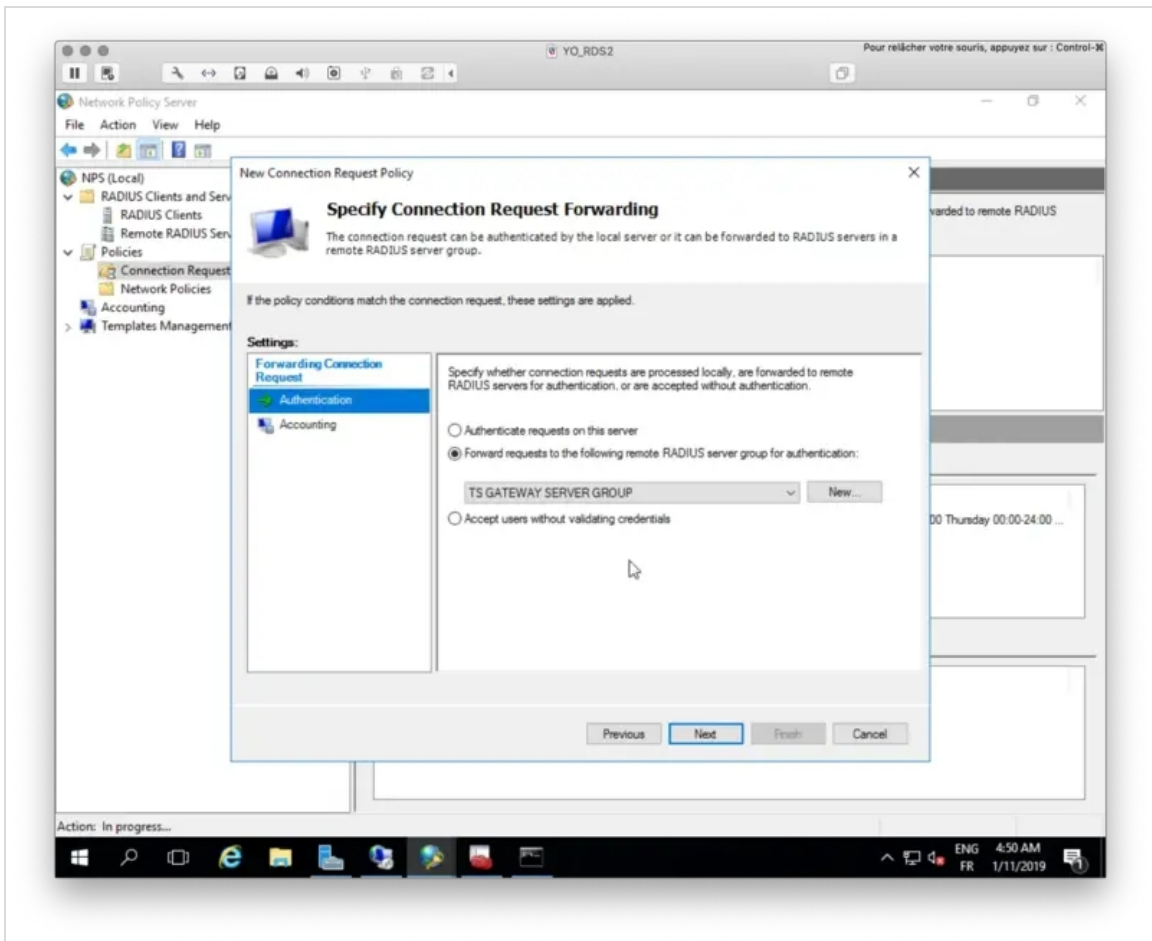 YO_RDS2
Pour relâcher votre souris, appuyez sur : Control-⌘
Network Policy Server
File Action View Help
NPS (Local)
RADIUS Clients and Serv
RADIUS Clients
Remote RADIUS Serv
Policies
Connection Request
Network Policies
Accounting
Templates Management
New Connection Request Policy
Specify Connection Request Forwarding
The connection request can be authenticated by the local server or it can be forwarded to RADIUS servers in a
remote RADIUS server group.
If the policy conditions match the connection request, these settings are applied.
Settings:
Forwarding Connection
Request
Authentication
Accounting
Specify whether connection requests are processed locally, are forwarded to remote
RADIUS servers for authentication, or are accepted without authentication.
Authenticate requests on this server
Forward requests to the following remote RADIUS server group for authentication:
TS GATEWAY SERVER GROUP
New...
Accept users without validating credentials
Previous Next Finish Cancel
warded to remote RADIUS
00 Thursday 00:00-24:00 ...
Action: In progress...
ENG 4:50 AM
FR 1/11/2019
1